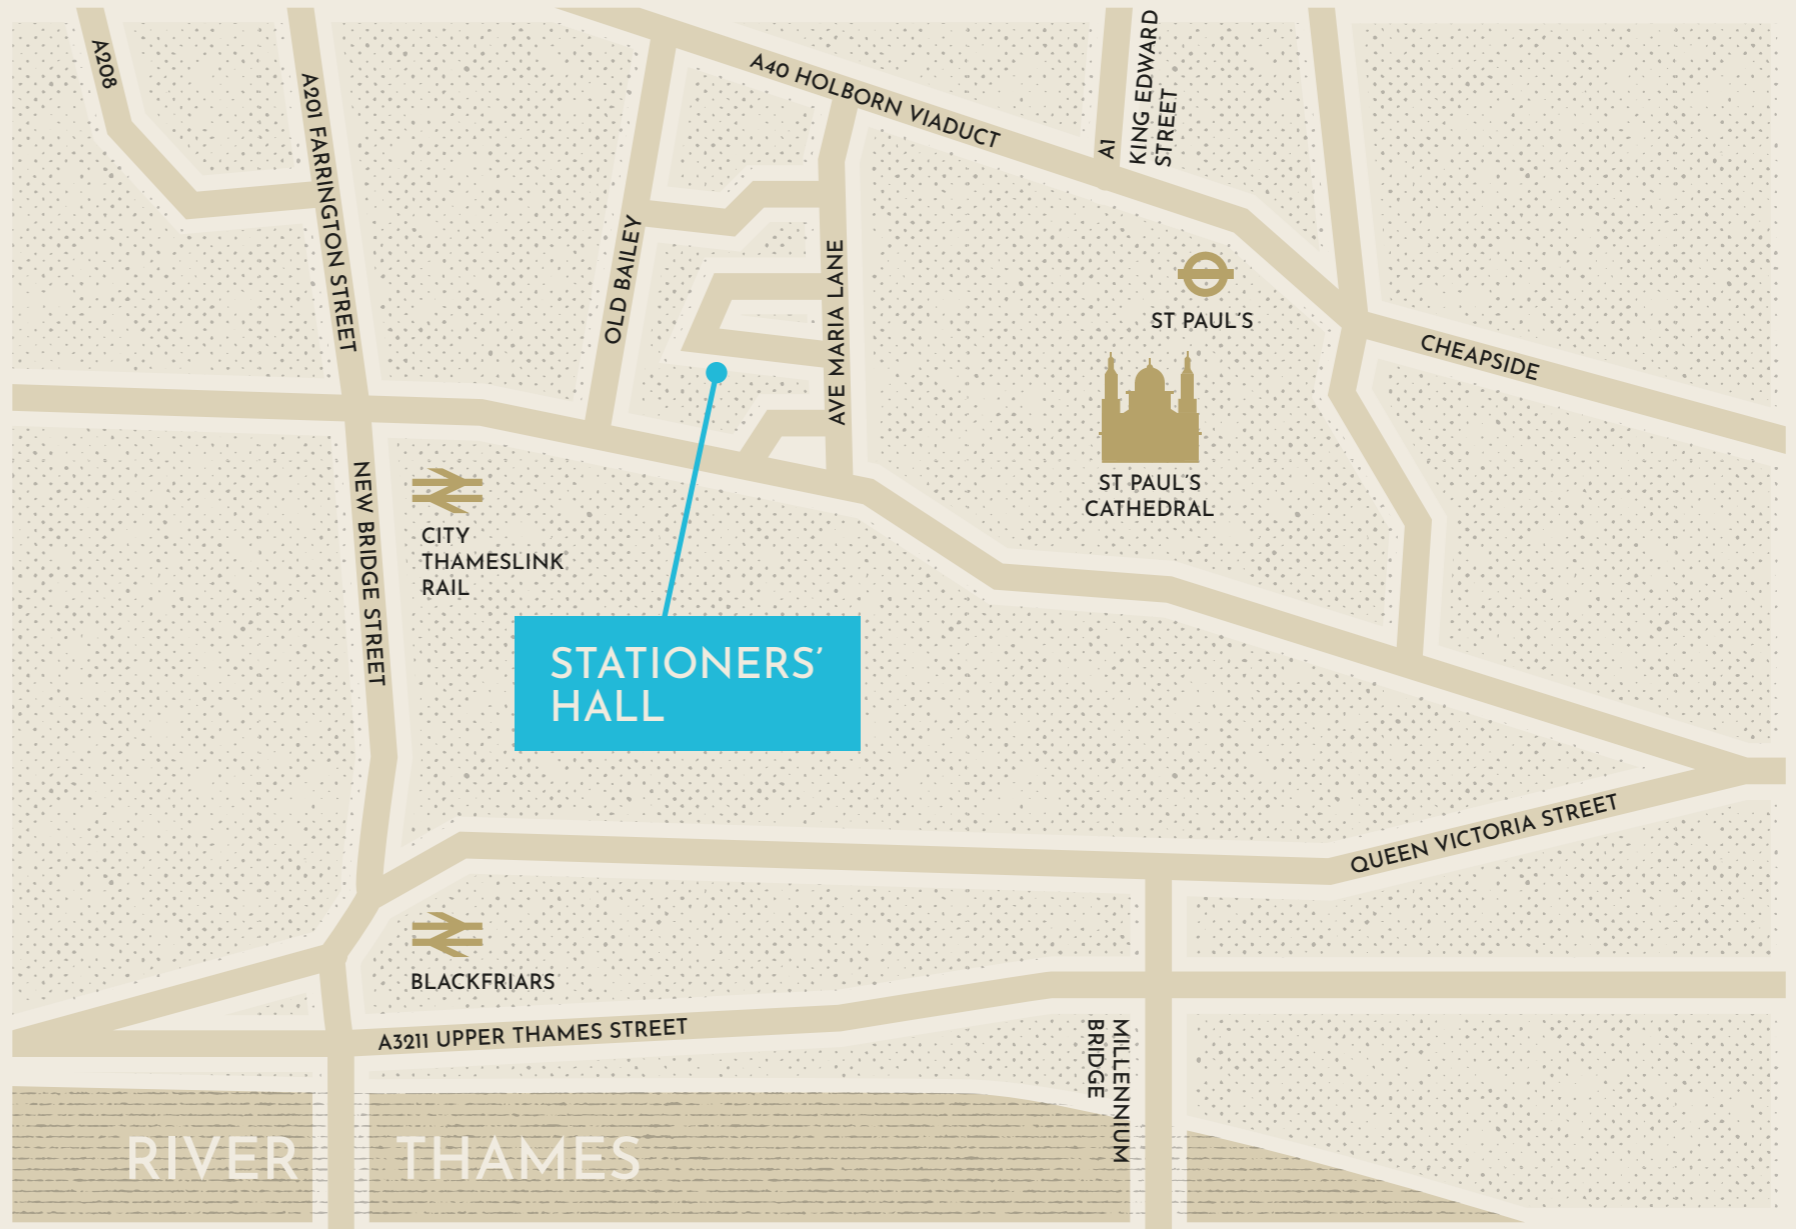 A208
A201 FARRINGTON STREET
A40 HOLBORN VIADUCT
A1
KING EDWARD
STREET
OLD BAILEY
AVE MARIA LANE
ST PAUL'S
CHEAPSIDE
ST PAUL'S
CATHEDRAL
NEW BRIDGE STREET
CITY
THAMESLINK
RAIL
STATIONERS’
HALL
QUEEN VICTORIA STREET
BLACKFRIARS
A3211 UPPER THAMES STREET
MILLENNIUM
BRIDGE
RIVER THAMES